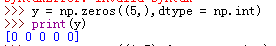 >>> y = np.zeros((5,),dtype = np.int)
>>> print(y)
[0 0 0 0 0]